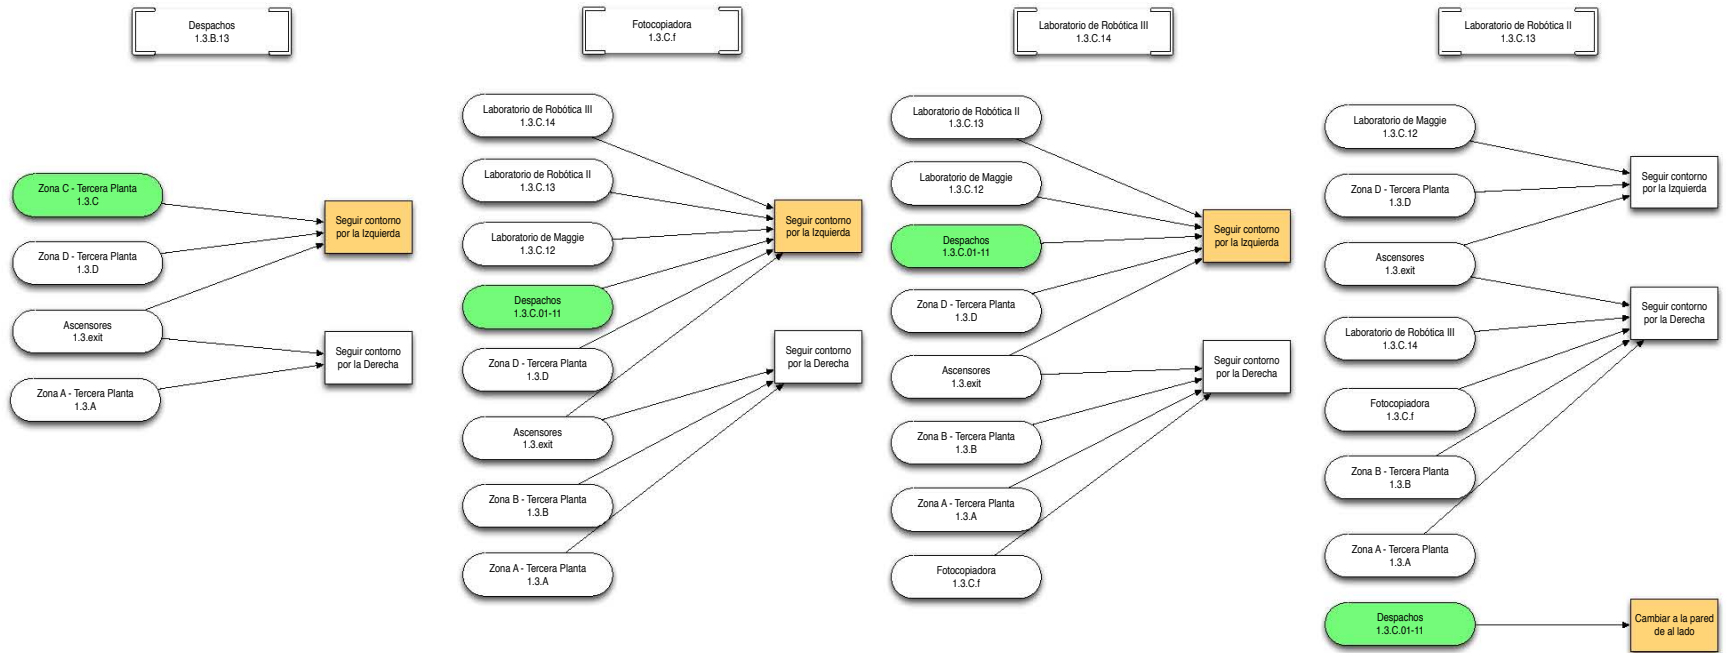 Despachos
1.3.B.13
Zona C - Tercera Planta
1.3.C
Zona D - Tercera Planta
1.3.D
Ascensores
1.3.exit
Zona A - Tercera Planta
1.3.A
Seguir contorno
por la Izquierda
Seguir contorno
por la Derecha
Fotocopiadora
1.3.C.f
Laboratorio de Robótica III
1.3.C.14
Laboratorio de Robótica II
1.3.C.13
Laboratorio de Maggie
1.3.C.12
Despachos
1.3.C.01-11
Zona D - Tercera Planta
1.3.D
Ascensores
1.3.exit
Zona B - Tercera Planta
1.3.B
Zona A - Tercera Planta
1.3.A
Seguir contorno
por la Izquierda
Seguir contorno
por la Derecha
Laboratorio de Robótica III
1.3.C.14
Laboratorio de Robótica II
1.3.C.13
Laboratorio de Maggie
1.3.C.12
Despachos
1.3.C.01-11
Zona D - Tercera Planta
1.3.D
Ascensores
1.3.exit
Zona B - Tercera Planta
1.3.B
Zona A - Tercera Planta
1.3.A
Fotocopiadora
1.3.C.f
Seguir contorno
por la Izquierda
Seguir contorno
por la Derecha
Laboratorio de Robótica II
1.3.C.13
Laboratorio de Maggie
1.3.C.12
Zona D - Tercera Planta
1.3.D
Ascensores
1.3.exit
Laboratorio de Robótica III
1.3.C.14
Fotocopiadora
1.3.C.f
Zona B - Tercera Planta
1.3.B
Zona A - Tercera Planta
1.3.A
Despachos
1.3.C.01-11
Seguir contorno
por la Izquierda
Seguir contorno
por la Derecha
Cambiar a la pared
de al lado